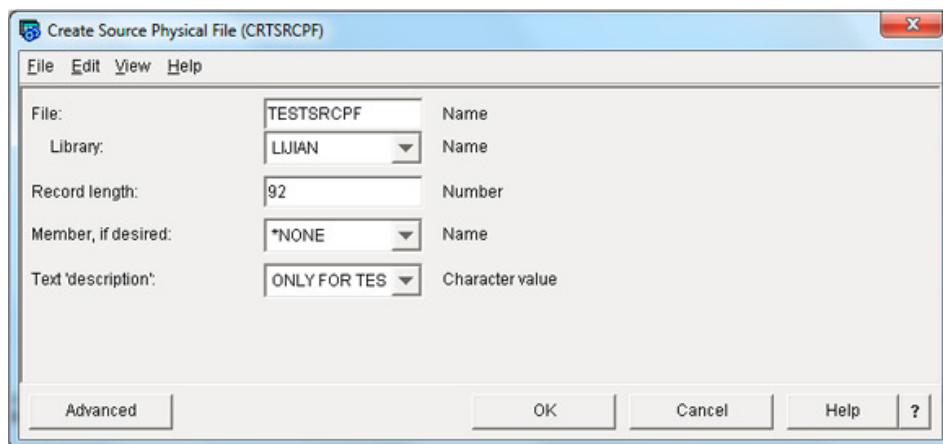 Create Source Physical File (CRTSRCPF)
File Edit View Help
File: TESTSRCPF Name
Library: LIJIAN Name
Record length: 92 Number
Member, if desired: *NONE Name
Text 'description': ONLY FOR TES Character value
Advanced OK Cancel Help ?